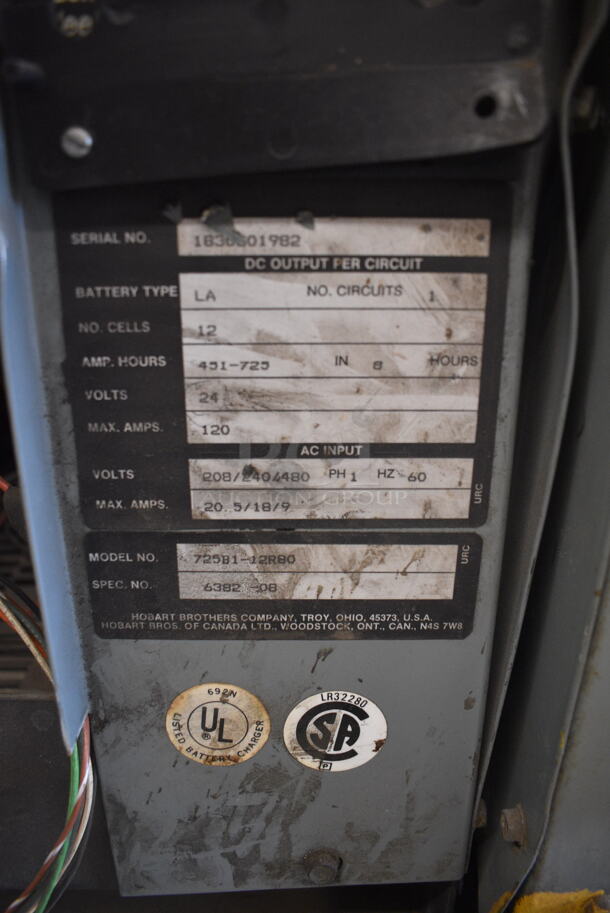 SERIAL NO.
DC OUTPUT PER CIRCUIT
BATTERY TYPE LA NO. CIRCUITS 1
NO. CELLS 12
AMP. HOURS 451-725 IN 8 HOURS
VOLTS 24
MAX. AMPS. 120
AC INPUT
VOLTS 208/240/480 PH 1 HZ 60
MAX. AMPS. 20.5/18/9
URC
MODEL NO. 725B1-12R80
SPEC. NO. 6382 -08
URC
HOBART BROTHERS COMPANY, TROY, OHIO, 45373, U.S.A.
HOBART BROS. OF CANADA LTD., WOODSTOCK, ONT., CAN., N4S 7W8
692N
UL ®
LISTED BATTERY CHARGER
LR32280
CSA
P
AUCTION GROUP